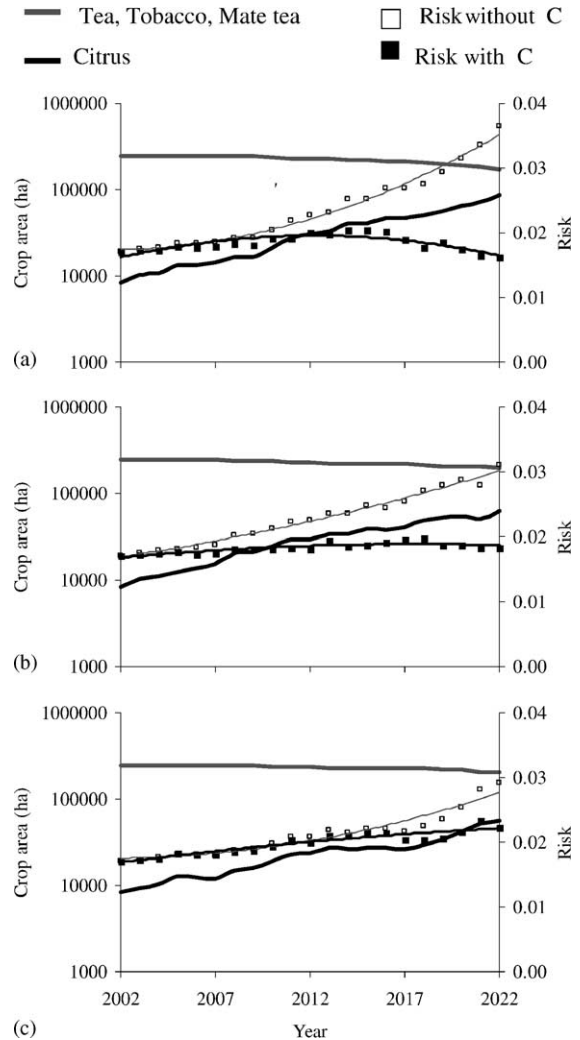 Tea, Tobacco, Mate tea
Risk without C
Citrus
Risk with C
1000000
0.04
100000
0.03
Crop area (ha)
0.02
Risk
10000
0.01
(a)
1000
0.00
1000000
0.04
100000
0.03
Crop area (ha)
0.02
Risk
10000
0.01
(b)
1000
0.00
1000000
0.04
100000
0.03
Crop area (ha)
0.02
Risk
10000
0.01
1000
0.00
2002 2007 2012 2017 2022
(c)
Year